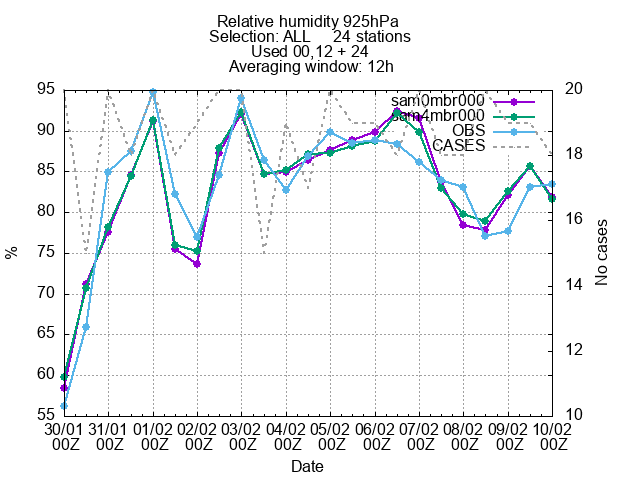 Relative humidity 925hPa
Selection: ALL 24 stations
Used 00,12 + 24
Averaging window: 12h
sam0mbr000
sam4mbr000
OBS
CASES
95
90
85
80
75
70
65
60
55
%
20
18
16
14
12
10
No cases
30/01 31/01 01/02 02/02 03/02 04/02 05/02 06/02 07/02 08/02 09/02 10/02
00Z 00Z 00Z 00Z 00Z 00Z 00Z 00Z 00Z 00Z 00Z 00Z
Date